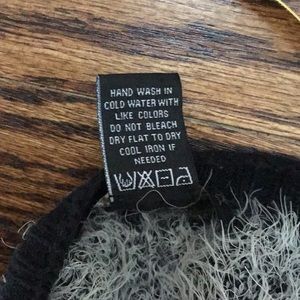 HAND WASH IN
COLD WATER WITH
LIKE COLORS
DO NOT BLEACH
DRY FLAT TO DRY
COOL IRON IF
NEEDED